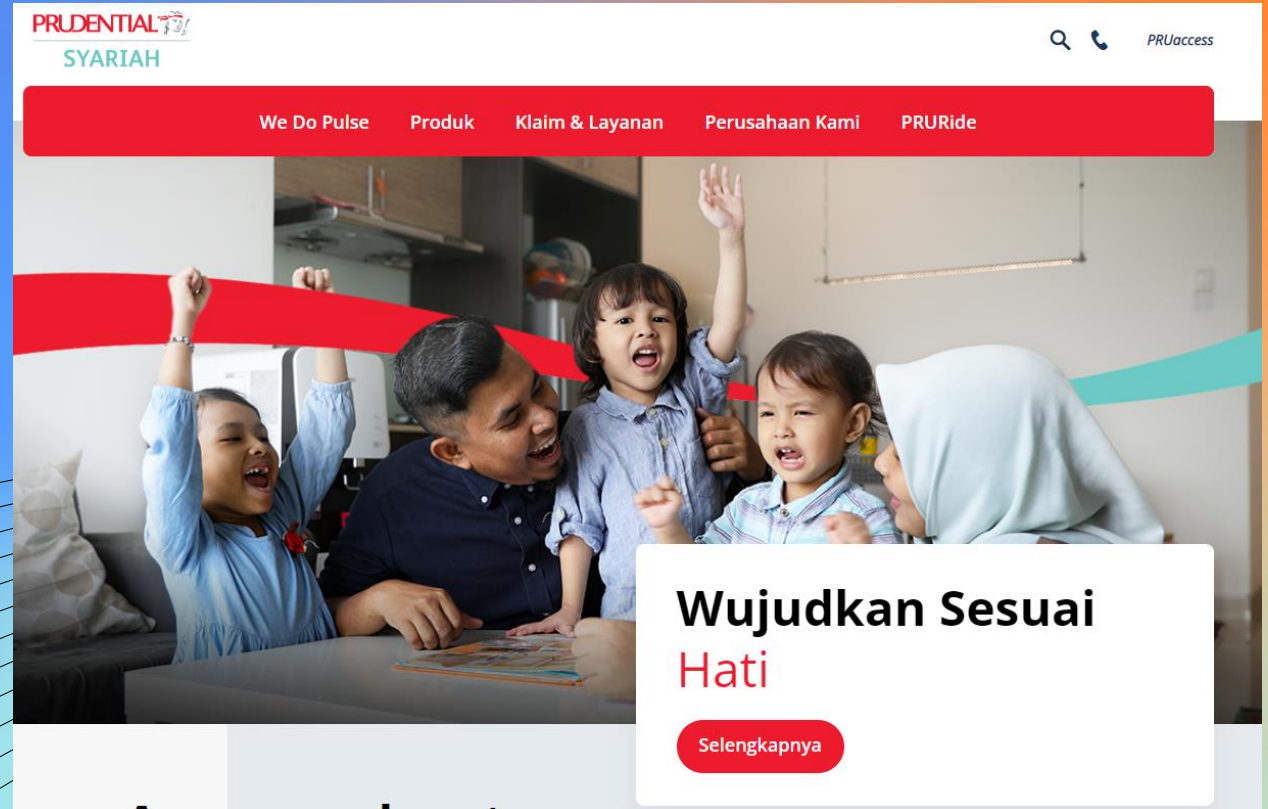 PRUDENTIAL
SYARIAH
PRUaccess
We Do Pulse Produk Klaim & Layanan Perusahaan Kami PRURide
Wujudkan Sesuai
Hati
Selengkapnya